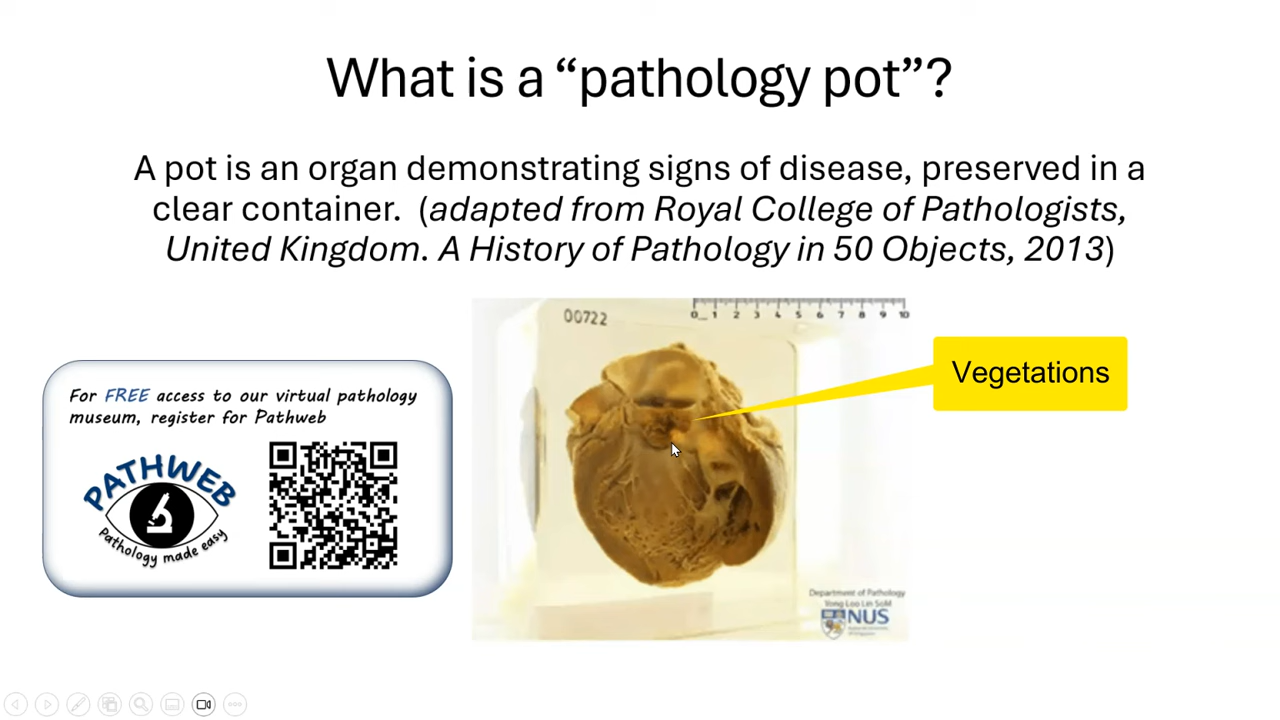 What is a “pathology pot”?
A pot is an organ demonstrating signs of disease, preserved in a
clear container.  (adapted from Royal College of Pathologists,
United Kingdom. A History of Pathology in 50 Objects, 2013)
00722
0 1 2 3 4 5 6 7 8 9 10
Vegetations
For FREE access to our virtual pathology
museum, register for Pathweb
PATHWEB
Pathology made easy
Department of Pathology
Yong Loo Lin SoM
NUS